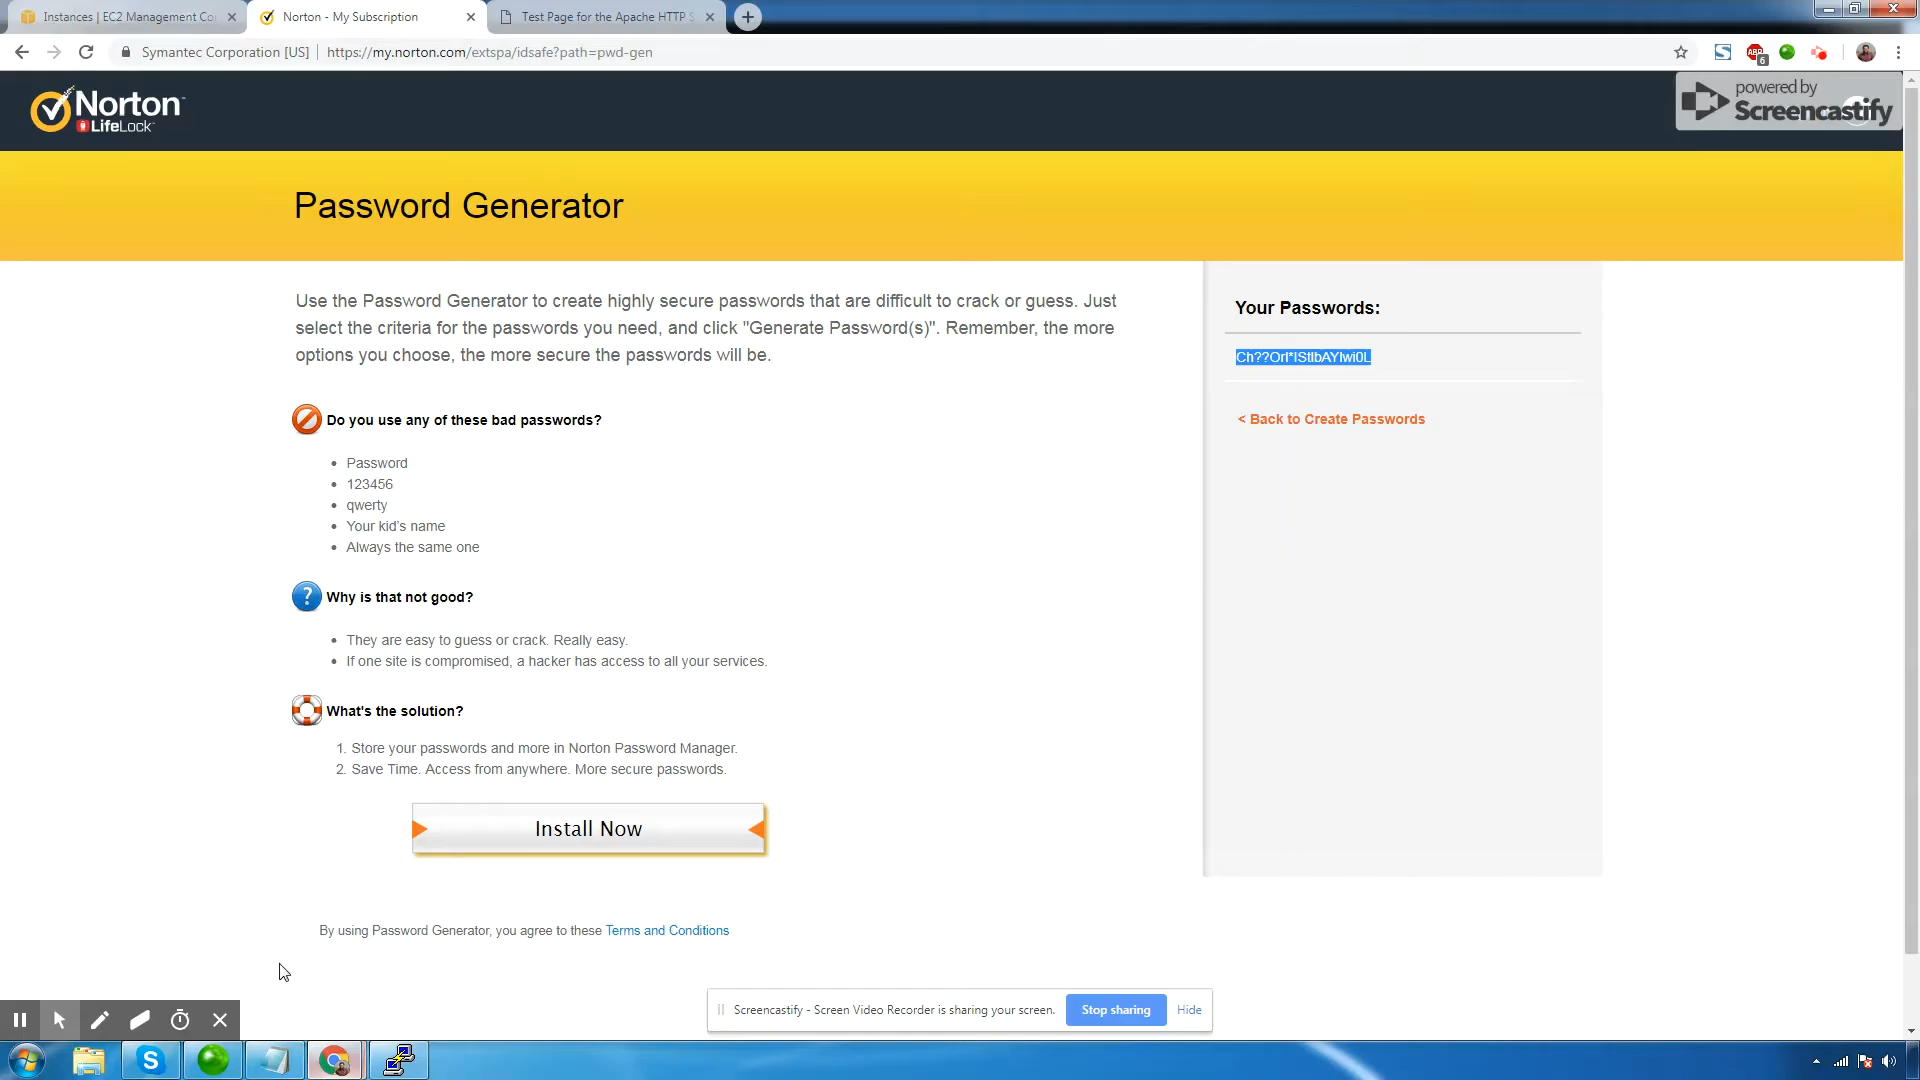 Instances | EC2 Management Co
Norton - My Subscription
Test Page for the Apache HTTP S
Symantec Corporation [US]
https://my.norton.com/extspa/idsafe?path=pwd-gen
ABP
6
Norton
LifeLock
powered by
Screencastify
Password Generator
Use the Password Generator to create highly secure passwords that are difficult to crack or guess. Just
select the criteria for the passwords you need, and click "Generate Password(s)". Remember, the more
options you choose, the more secure the passwords will be.
Do you use any of these bad passwords?
• Password
• 123456
• qwerty
• Your kid's name
• Always the same one
Why is that not good?
• They are easy to guess or crack. Really easy.
• If one site is compromised, a hacker has access to all your services.
What's the solution?
1. Store your passwords and more in Norton Password Manager.
2. Save Time. Access from anywhere. More secure passwords.
Install Now
By using Password Generator, you agree to these Terms and Conditions
Your Passwords:
< Back to Create Passwords
Screencastify - Screen Video Recorder is sharing your screen.
Stop sharing
Hide